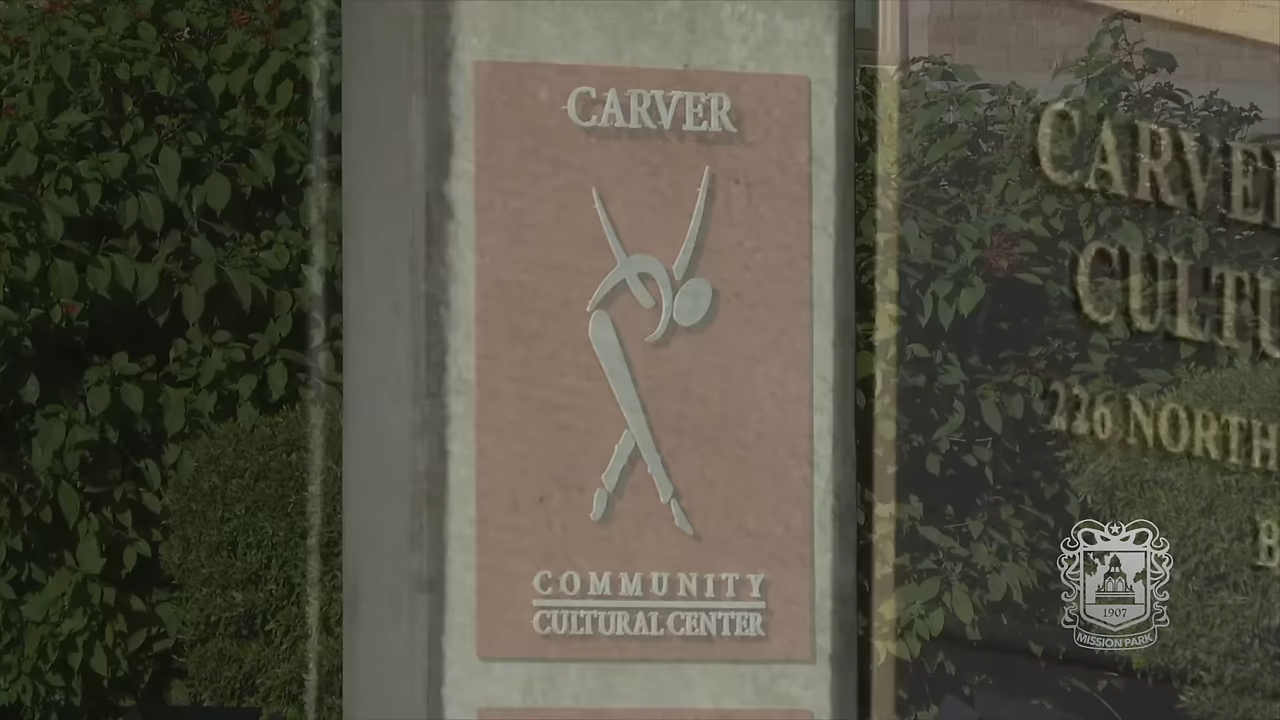 CARVER
COMMUNITY
CULTURAL CENTER
226 NORTH
1907
MISSION PARK